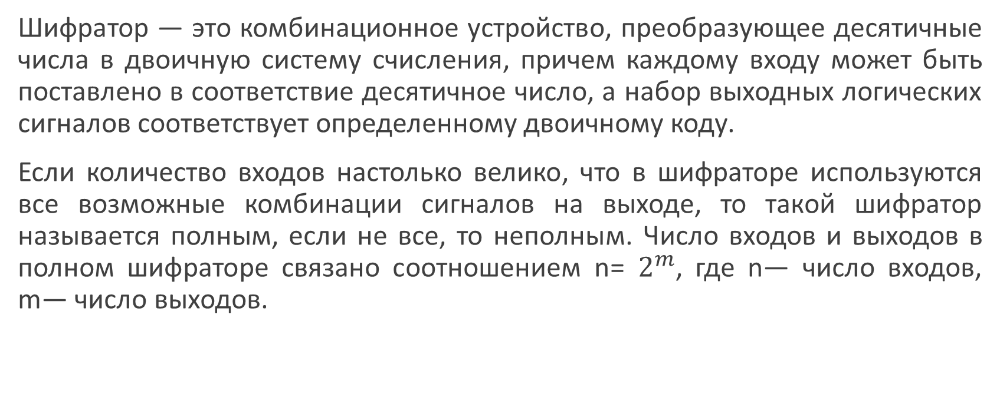 Шифратор — это комбинационное устройство, преобразующее десятичные
числа в двоичную систему счисления, причем каждому входу может быть
поставлено в соответствие десятичное число, а набор выходных логических
сигналов соответствует определенному двоичному коду.
Если количество входов настолько велико, что в шифраторе используются
все возможные комбинации сигналов на выходе, то такой шифратор
называется полным, если не все, то неполным. Число входов и выходов в
полном шифраторе связано соотношением n= 2^m, где n— число входов,
m— число выходов.